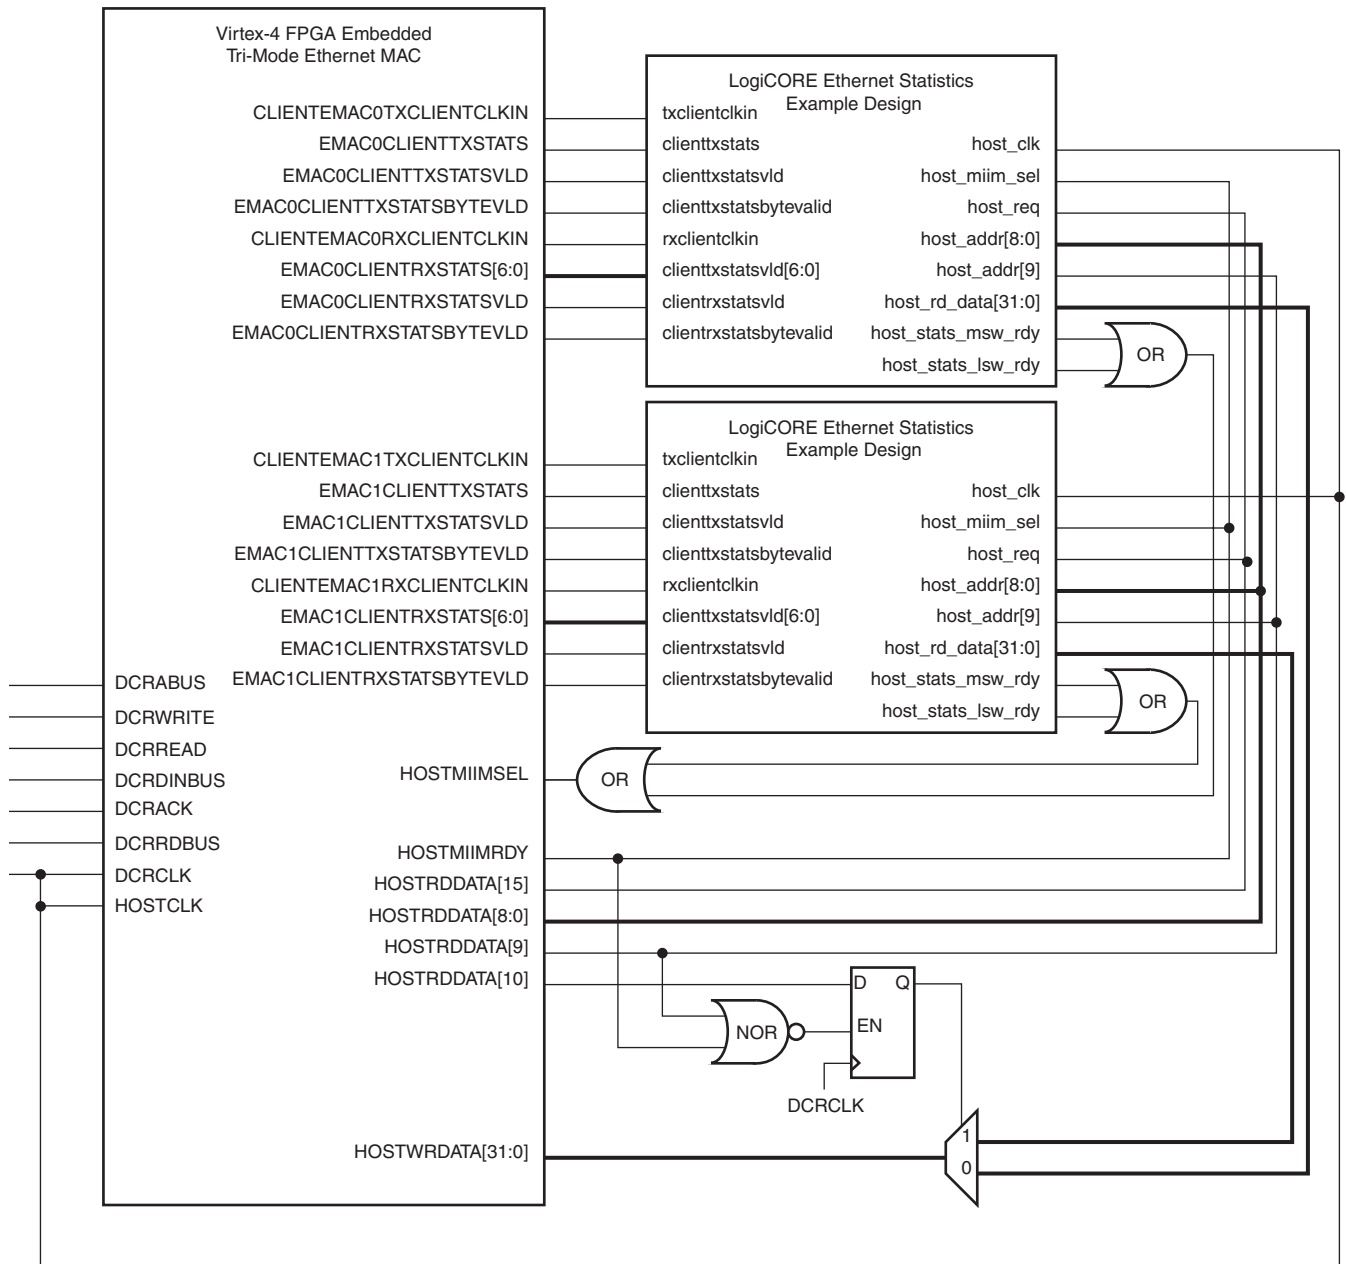 Virtex-4 FPGA Embedded
Tri-Mode Ethernet MAC
CLIENTEMAC0TXCLIENTCLKIN
EMAC0CLIENTTXSTATS
EMAC0CLIENTTXSTATSVLD
EMAC0CLIENTTXSTATSBYTEVLD
CLIENTEMAC0RXCLIENTCLKIN
EMAC0CLIENTRXSTATS[6:0]
EMAC0CLIENTRXSTATSVLD
EMAC0CLIENTRXSTATSBYTEVLD
LogiCORE Ethernet Statistics
Example Design
txclientclkin
clienttxstats
clienttxstatsvld
clienttxstatsbytevalid
rxclientclkin
clienttxstatsvld[6:0]
clientrxstatsvld
clientrxstatsbytevalid
host_clk
host_miim_sel
host_req
host_addr[8:0]
host_addr[9]
host_rd_data[31:0]
host_stats_msw_rdy
host_stats_lsw_rdy
OR
CLIENTEMAC1TXCLIENTCLKIN
EMAC1CLIENTTXSTATS
EMAC1CLIENTTXSTATSVLD
EMAC1CLIENTTXSTATSBYTEVLD
CLIENTEMAC1RXCLIENTCLKIN
EMAC1CLIENTRXSTATS[6:0]
EMAC1CLIENTRXSTATSVLD
EMAC1CLIENTRXSTATSBYTEVLD
LogiCORE Ethernet Statistics
Example Design
txclientclkin
clienttxstats
clienttxstatsvld
clienttxstatsbytevalid
rxclientclkin
clienttxstatsvld[6:0]
clientrxstatsvld
clientrxstatsbytevalid
host_clk
host_miim_sel
host_req
host_addr[8:0]
host_addr[9]
host_rd_data[31:0]
host_stats_msw_rdy
host_stats_lsw_rdy
OR
DCRABUS
DCRWRITE
DCRREAD
DCRDINBUS
DCRACK
DCRRDBUS
DCRCLK
HOSTCLK
HOSTMIIMSEL
OR
HOSTMIIMRDY
HOSTRDDATA[15]
HOSTRDDATA[8:0]
HOSTRDDATA[9]
HOSTRDDATA[10]
NOR
D
Q
EN
DCRCLK
HOSTWRDATA[31:0]
1
0